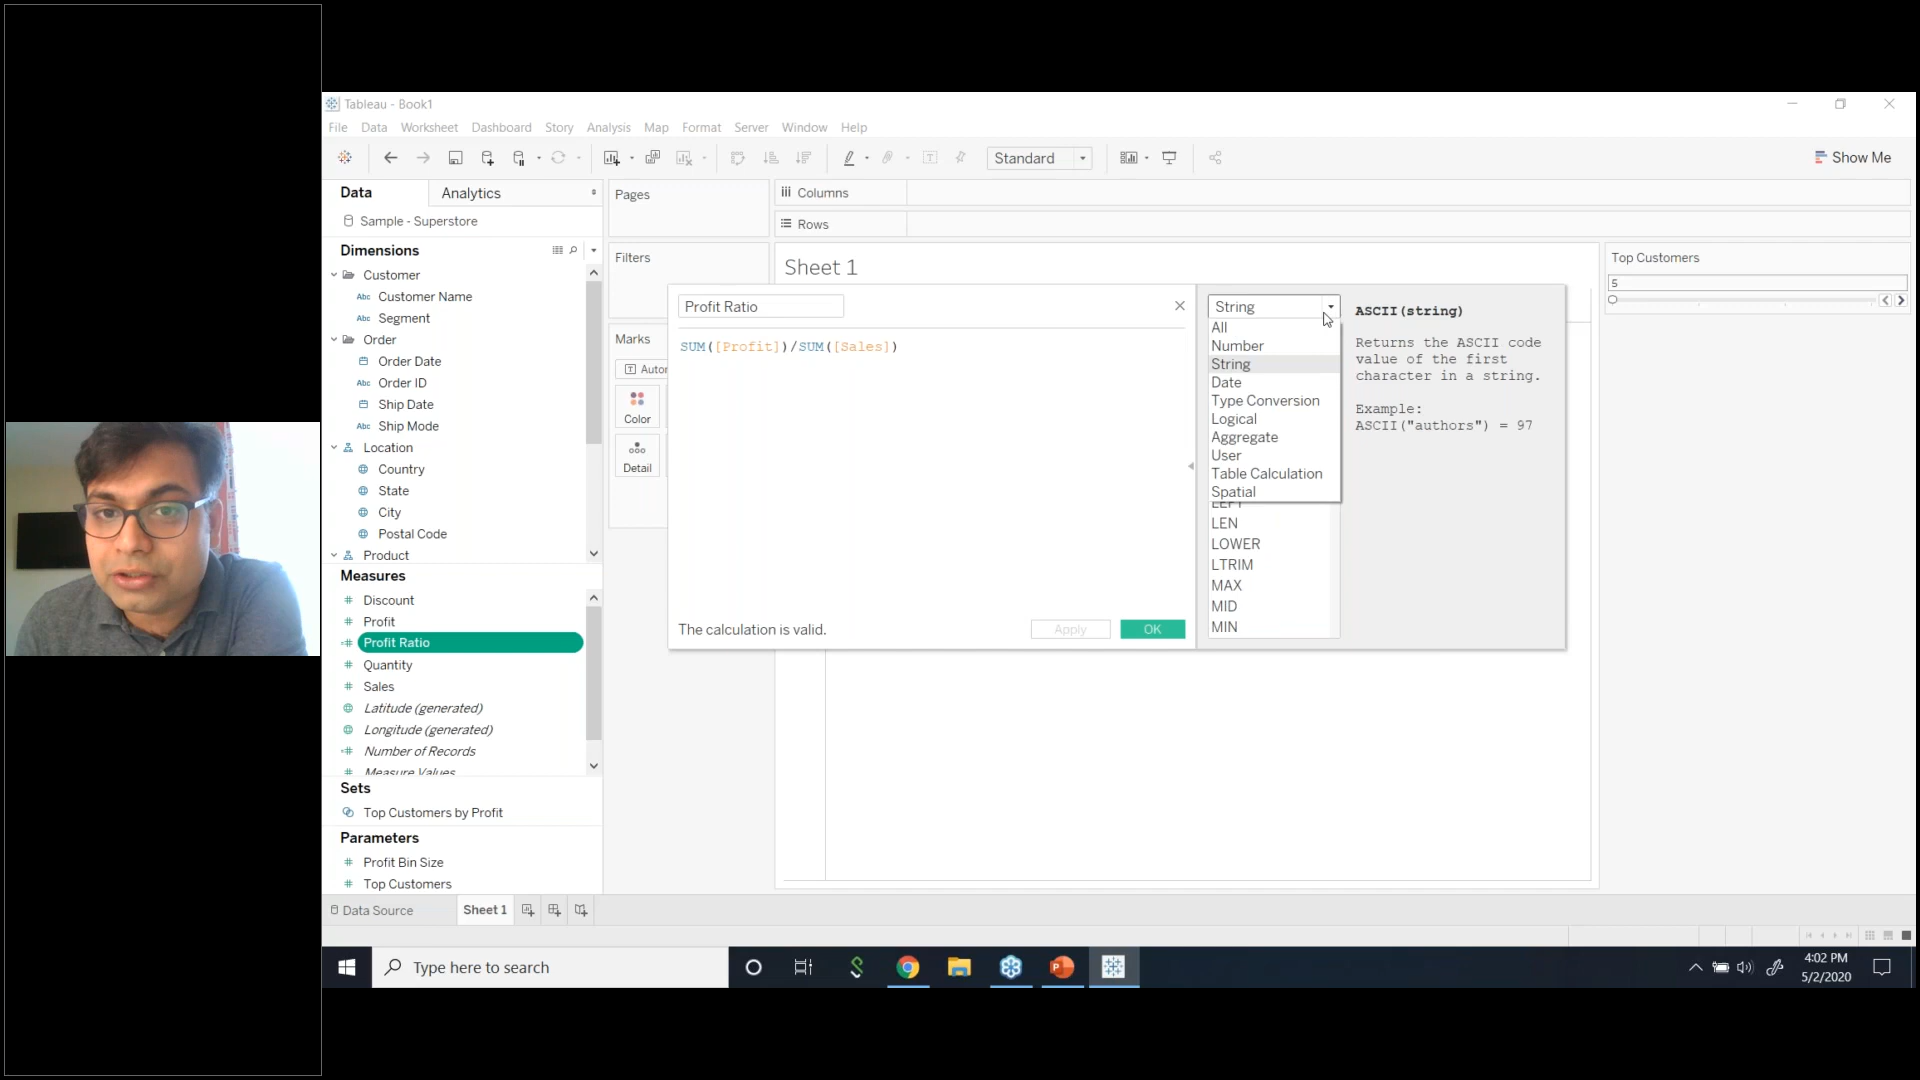 Tableau - Book1
File Data Worksheet Dashboard Story Analysis Map Format Server Window Help
Standard
Show Me
Data Analytics
Sample - Superstore
Dimensions
Customer
Abc Customer Name
Abc Segment
Order
Order Date
Abc Order ID
Ship Date
Abc Ship Mode
Location
Country
State
City
Postal Code
Product
Measures
# Discount
# Profit
=# Profit Ratio
# Quantity
# Sales
Latitude (generated)
Longitude (generated)
=# Number of Records
# Measure Values
Sets
Top Customers by Profit
Parameters
# Profit Bin Size
# Top Customers
Data Source Sheet 1
Pages
Filters
Marks
Color
Detail
Columns
Rows
Sheet 1
Profit Ratio
SUM([Profit])/SUM([Sales])
The calculation is valid.
Apply OK
String
All
Number
String
Date
Type Conversion
Logical
Aggregate
User
Table Calculation
Spatial
LEFT
LEN
LOWER
LTRIM
MAX
MID
MIN
ASCII(string)
Returns the ASCII code
value of the first
character in a string.
Example:
ASCII("authors") = 97
Top Customers
5
Type here to search
4:02 PM
5/2/2020